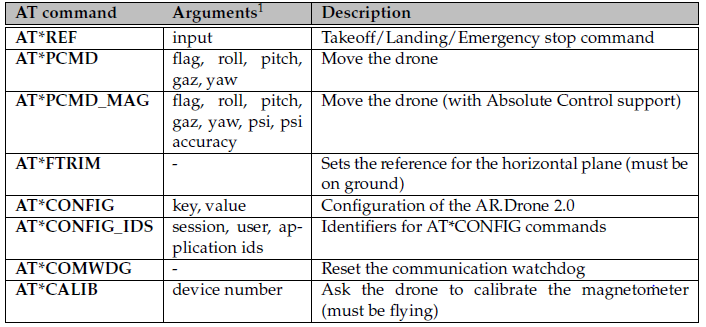 AT command Arguments1 Description
AT*REF input Takeoff/Landing/Emergency stop command
AT*PCMD flag, roll, pitch, Move the drone
gaz, yaw
AT*PCMD_MAG flag, roll, pitch, Move the drone (with Absolute Control support)
gaz, yaw, psi, psi
accuracy
AT*FTRIM - Sets the reference for the horizontal plane (must be
on ground)
AT*CONFIG key, value Configuration of the AR.Drone 2.0
AT*CONFIG_IDS session, user, ap- Identifiers for AT*CONFIG commands
plication ids
AT*COMWDG - Reset the communication watchdog
AT*CALIB device number Ask the drone to calibrate the magnetometer
(must be flying)